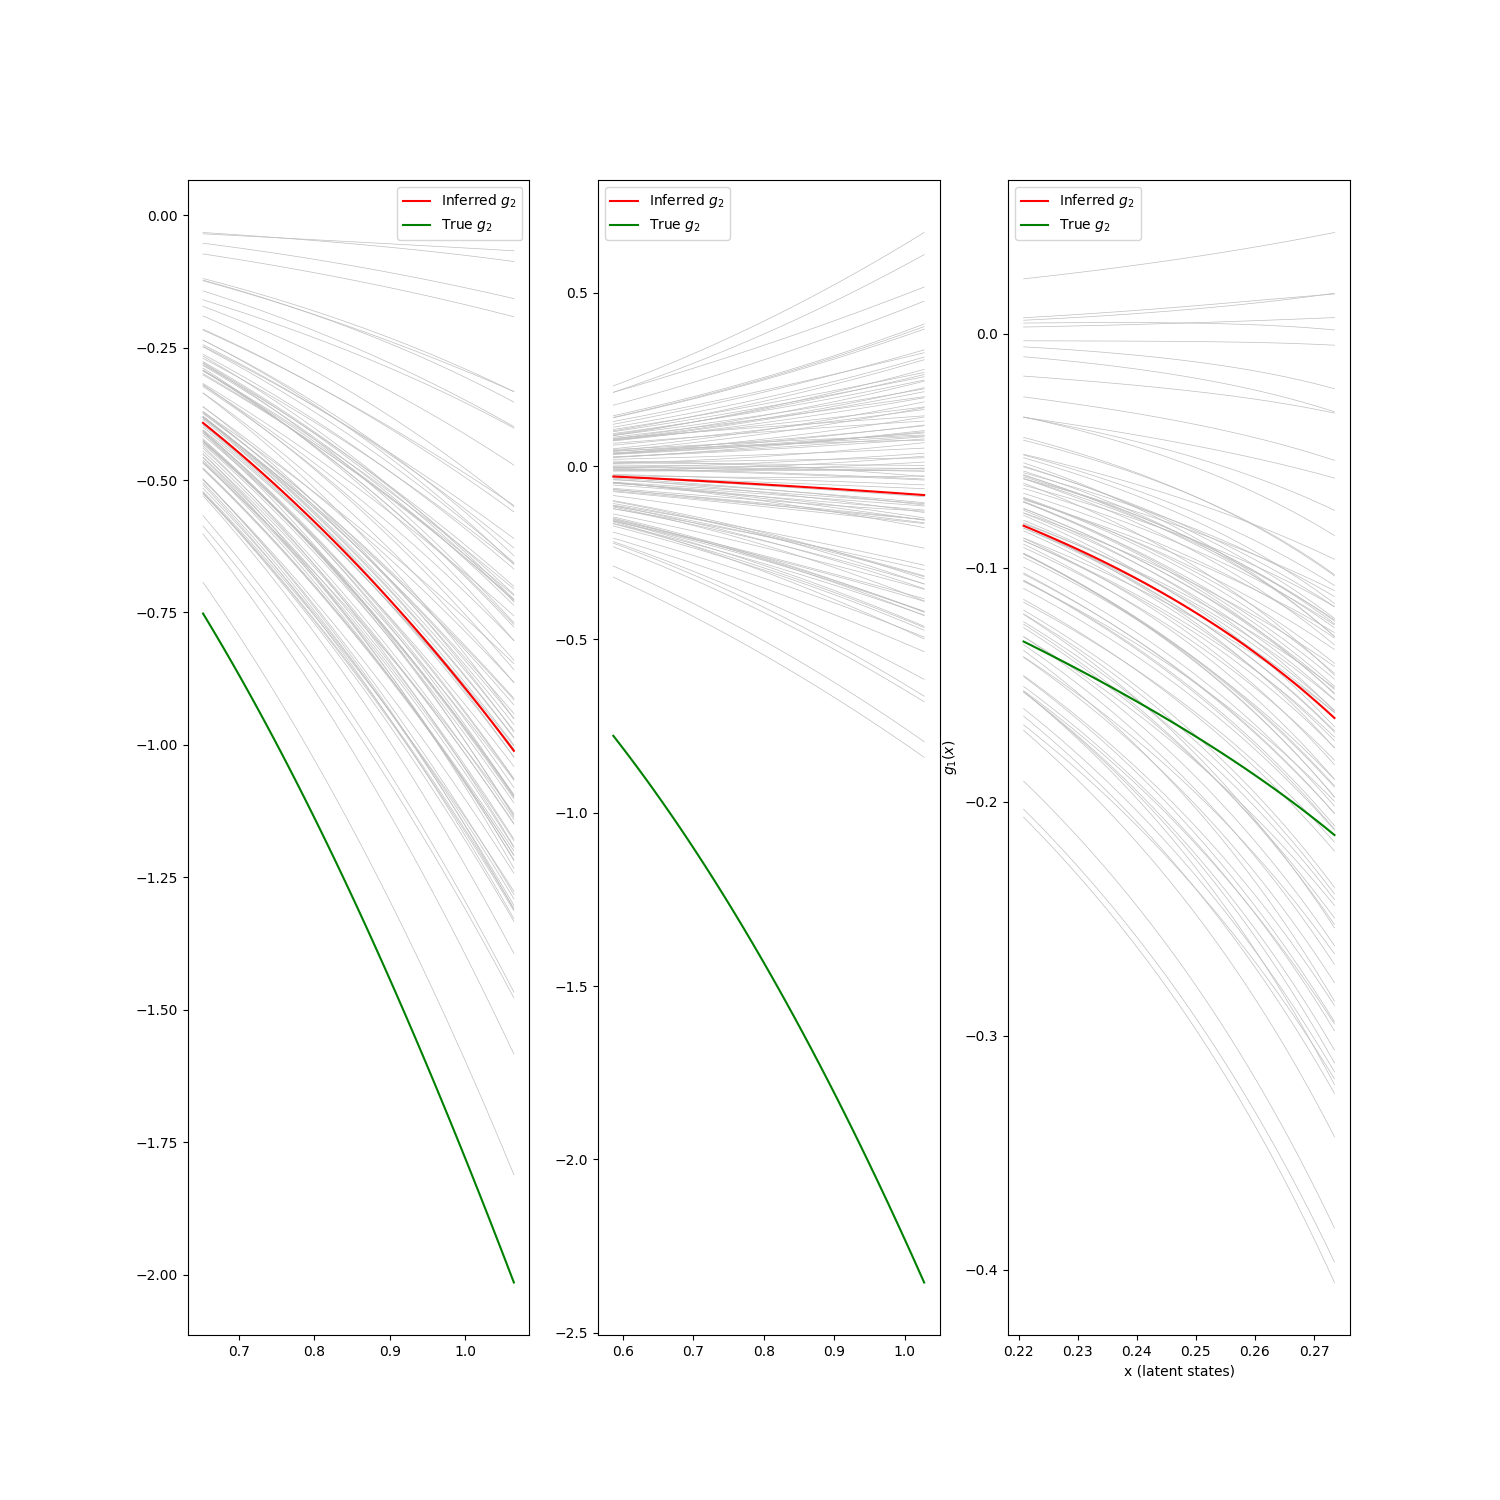 Inferred g₂
True g₂
0.00
−0.25
−0.50
−0.75
−1.00
−1.25
−1.50
−1.75
−2.00
0.7 0.8 0.9 1.0
Inferred g₂
True g₂
0.5
0.0
−0.5
−1.0
−1.5
−2.0
−2.5
0.6 0.7 0.8 0.9 1.0
g₁(x)
Inferred g₂
True g₂
0.0
−0.1
−0.2
−0.3
−0.4
0.22 0.23 0.24 0.25 0.26 0.27
x (latent states)